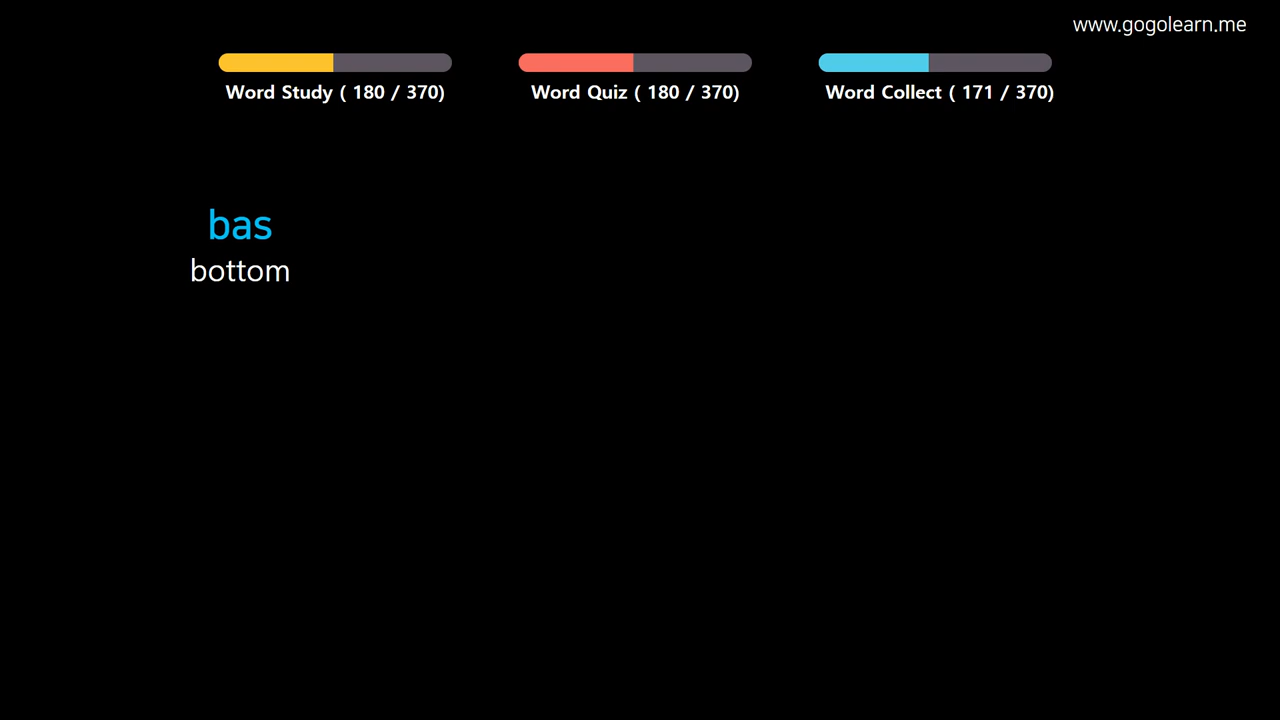 www.gogolearn.me
Word Study ( 180 / 370)
Word Quiz ( 180 / 370)
Word Collect ( 171 / 370)
bas
bottom